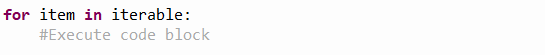 for item in iterable:
    #Execute code block